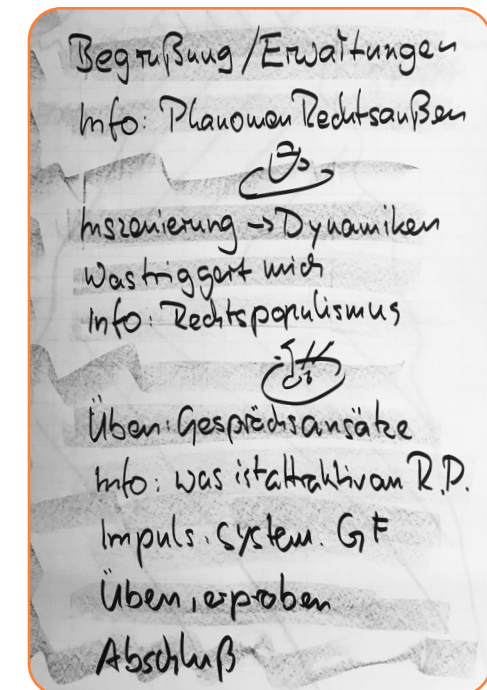 Begrüßung / Erwartungen
Info: Phänomen Rechtsaußen
Inszenierung -> Dynamiken
Was triggert mich
Info: Rechtspopulismus
Üben: Gesprächsansätze
Info: was ist attraktiv an R.D.
Impuls. System. GF
Üben, erproben
Abschluß